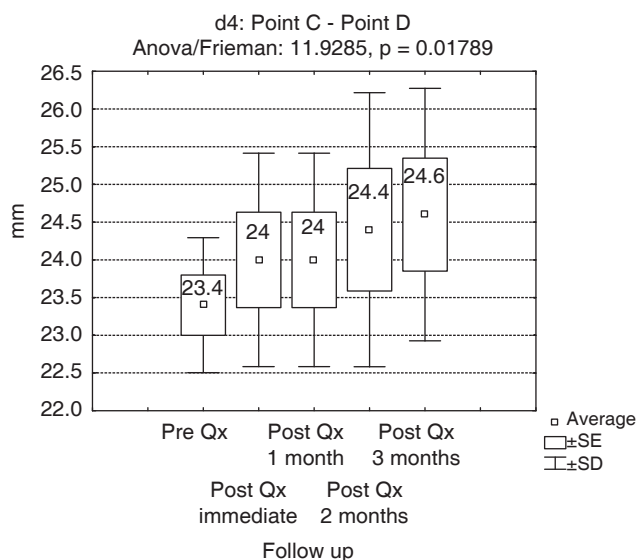 d4: Point C - Point D
Anova/Frieman: 11.9285, p = 0.01789
mm
26.5
26.0
25.5
25.0
24.5
24.0
23.5
23.0
22.5
22.0
23.4
24
24
24.4
24.6
Pre Qx
Post Qx
1 month
Post Qx
3 months
Post Qx
immediate
Post Qx
2 months
Follow up
Average
±SE
±SD